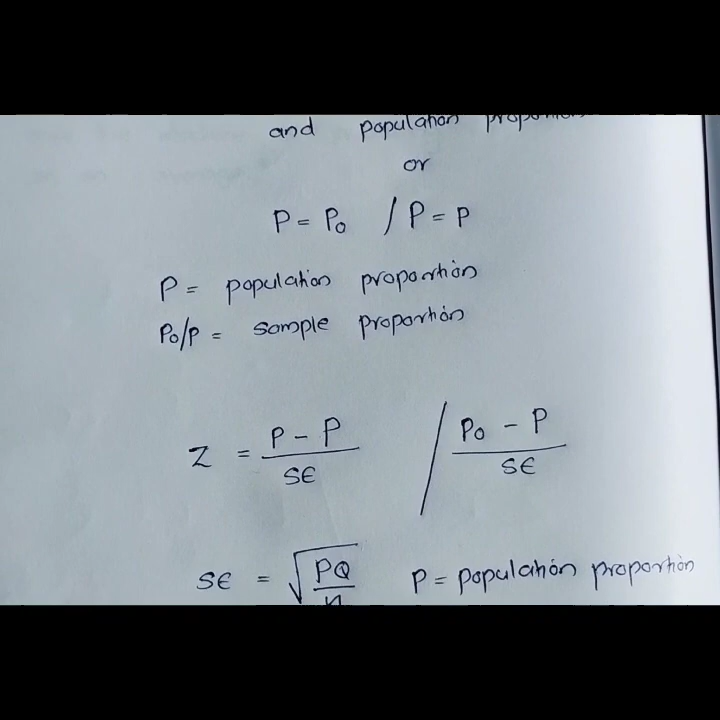 and population
or
P = P₀ / P = p
P = population proportion
P₀/p = sample proportion
Z = p - P / SE / P₀ - P / SE
SE = √PQ/n P = population proportion